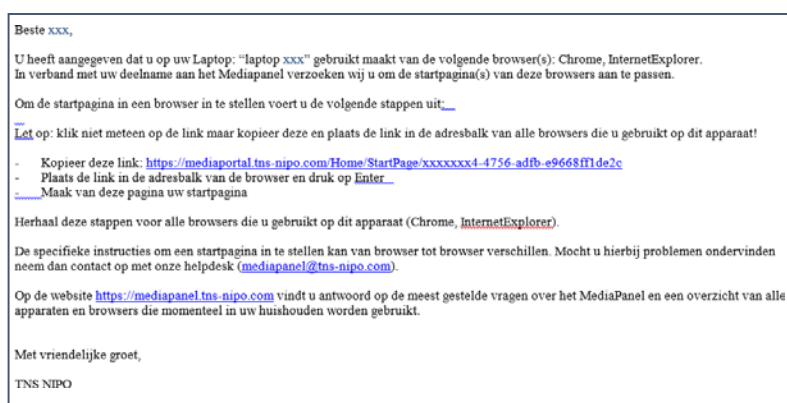 Beste xxx,
U heeft aangegeven dat u op uw Laptop: “laptop xxx” gebruikt maakt van de volgende browser(s): Chrome, InternetExplorer.
In verband met uw deelname aan het Mediapanel verzoeken wij u om de startpagina(s) van deze browsers aan te passen.
Om de startpagina in een browser in te stellen voert u de volgende stappen uit:
Let op: klik niet meteen op de link maar kopieer deze en plaats de link in de adresbalk van alle browsers die u gebruikt op dit apparaat!
- Kopieer deze link: https://mediaportal.tns-nipo.com/Home/StartPage/xxxxxxx4-4756-adfb-e9668ff1de2c
- Plaats de link in de adresbalk van de browser en druk op Enter
- Maak van deze pagina uw startpagina
Herhaal deze stappen voor alle browsers die u gebruikt op dit apparaat (Chrome, InternetExplorer).
De specifieke instructies om een startpagina in te stellen kan van browser tot browser verschillen. Mocht u hierbij problemen ondervinden
neem dan contact op met onze helpdesk (mediapanel@tns-nipo.com).
Op de website https://mediapanel.tns-nipo.com vindt u antwoord op de meest gestelde vragen over het MediaPanel en een overzicht van alle
apparaten en browsers die momenteel in uw huishouden worden gebruikt.
Met vriendelijke groet,
TNS NIPO